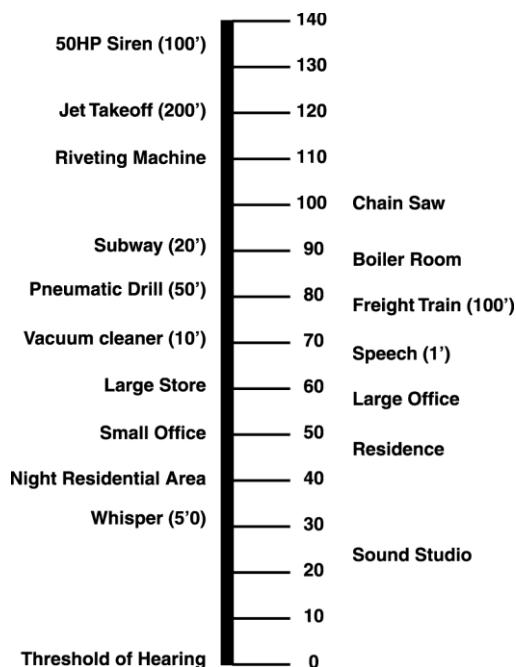 140
50HP Siren (100’)
130
Jet Takeoff (200’) 120
Riveting Machine 110
100 Chain Saw
Subway (20’) 90
Boiler Room
Pneumatic Drill (50’) 80
Freight Train (100’)
Vacuum cleaner (10’) 70
Speech (1’)
Large Store 60
Large Office
Small Office 50
Residence
Night Residential Area 40
Whisper (5’0) 30
Sound Studio
20
10
Threshold of Hearing 0